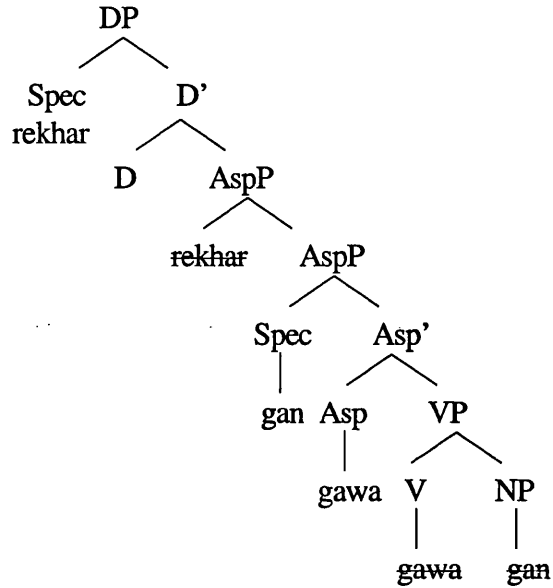 DP
Spec D’
rekhar
D AspP
rekhar AspP
Spec Asp’
gan Asp VP
gawa V NP
gawa gan